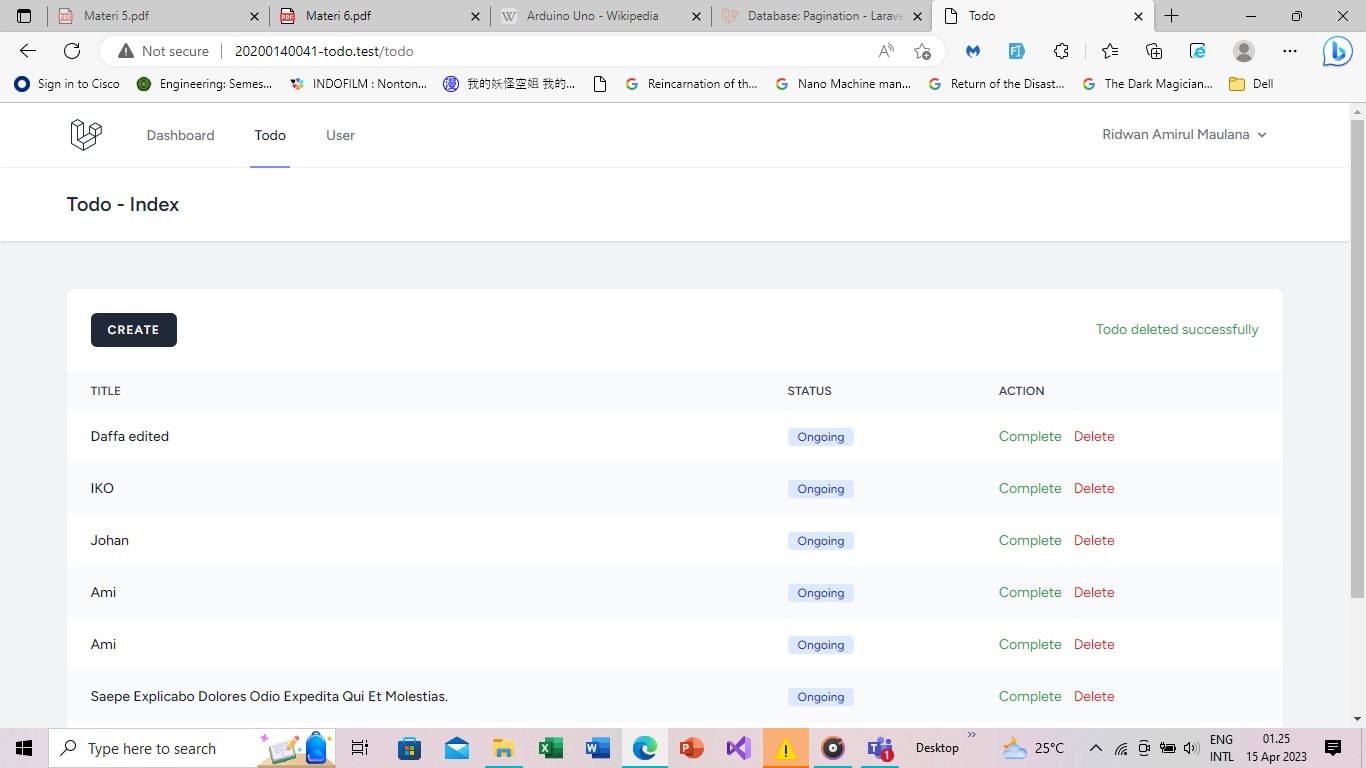 Materi 5.pdf
Materi 6.pdf
Arduino Uno - Wikipedia
Database: Pagination - Larave
Todo
Not secure
20200140041-todo.test/todo
Sign in to Cisco
Engineering: Semes...
INDOFILM : Nonton...
我的妖怪空姐 我的...
Reincarnation of th...
Nano Machine man...
Return of the Disast...
The Dark Magician...
Dell
Dashboard
Todo
User
Ridwan Amirul Maulana
Todo - Index
CREATE
Todo deleted successfully
TITLE STATUS ACTION
Daffa edited Ongoing Complete Delete
IKO Ongoing Complete Delete
Johan Ongoing Complete Delete
Ami Ongoing Complete Delete
Ami Ongoing Complete Delete
Saepe Explicabo Dolores Odio Expedita Qui Et Molestias. Ongoing Complete Delete
Type here to search
Desktop
25°C
ENG
INTL
01.25
15 Apr 2023